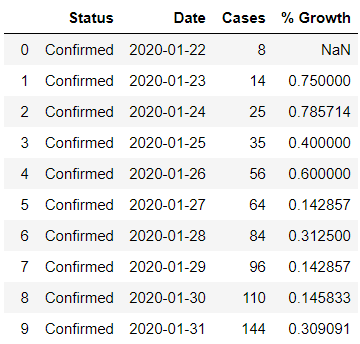 Status Date Cases % Growth
0 Confirmed 2020-01-22 8 NaN
1 Confirmed 2020-01-23 14 0.750000
2 Confirmed 2020-01-24 25 0.785714
3 Confirmed 2020-01-25 35 0.400000
4 Confirmed 2020-01-26 56 0.600000
5 Confirmed 2020-01-27 64 0.142857
6 Confirmed 2020-01-28 84 0.312500
7 Confirmed 2020-01-29 96 0.142857
8 Confirmed 2020-01-30 110 0.145833
9 Confirmed 2020-01-31 144 0.309091